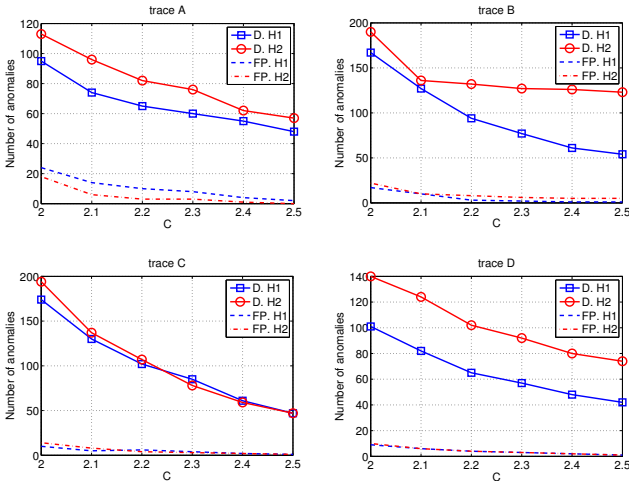 trace A
120
100
80
60
40
20
0
Number of anomalies
2 2.1 2.2 2.3 2.4 2.5
C
D. H1
D. H2
FP. H1
FP. H2
trace B
200
150
100
50
0
Number of anomalies
2 2.1 2.2 2.3 2.4 2.5
C
D. H1
D. H2
FP. H1
FP. H2
trace C
200
150
100
50
0
Number of anomalies
2 2.1 2.2 2.3 2.4 2.5
C
D. H1
D. H2
FP. H1
FP. H2
trace D
140
120
100
80
60
40
20
0
Number of anomalies
2 2.1 2.2 2.3 2.4 2.5
C
D. H1
D. H2
FP. H1
FP. H2